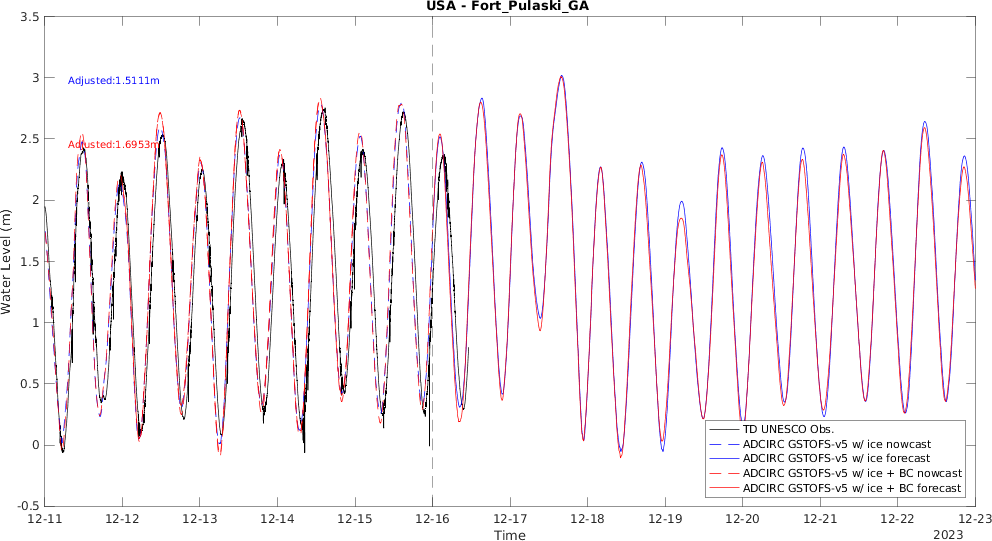 USA - Fort_Pulaski_GA
3.5
3
2.5
2
1.5
1
0.5
0
-0.5
Water Level (m)
Adjusted:1.5111m
Adjusted:1.6953m
TD UNESCO Obs.
ADCIRC GSTOFS-v5 w/ ice nowcast
ADCIRC GSTOFS-v5 w/ ice forecast
ADCIRC GSTOFS-v5 w/ ice + BC nowcast
ADCIRC GSTOFS-v5 w/ ice + BC forecast
12-11 12-12 12-13 12-14 12-15 12-16 12-17 12-18 12-19 12-20 12-21 12-22 12-23
Time
2023